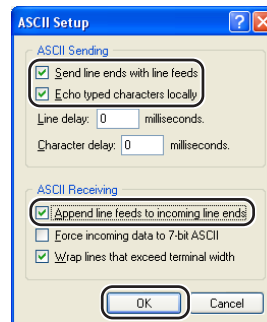 ASCII Setup
ASCII Sending
Send line ends with line feeds
Echo typed characters locally
Line delay: 0 milliseconds.
Character delay: 0 milliseconds.
ASCII Receiving
Append line feeds to incoming line ends
Force incoming data to 7-bit ASCII
Wrap lines that exceed terminal width
OK Cancel